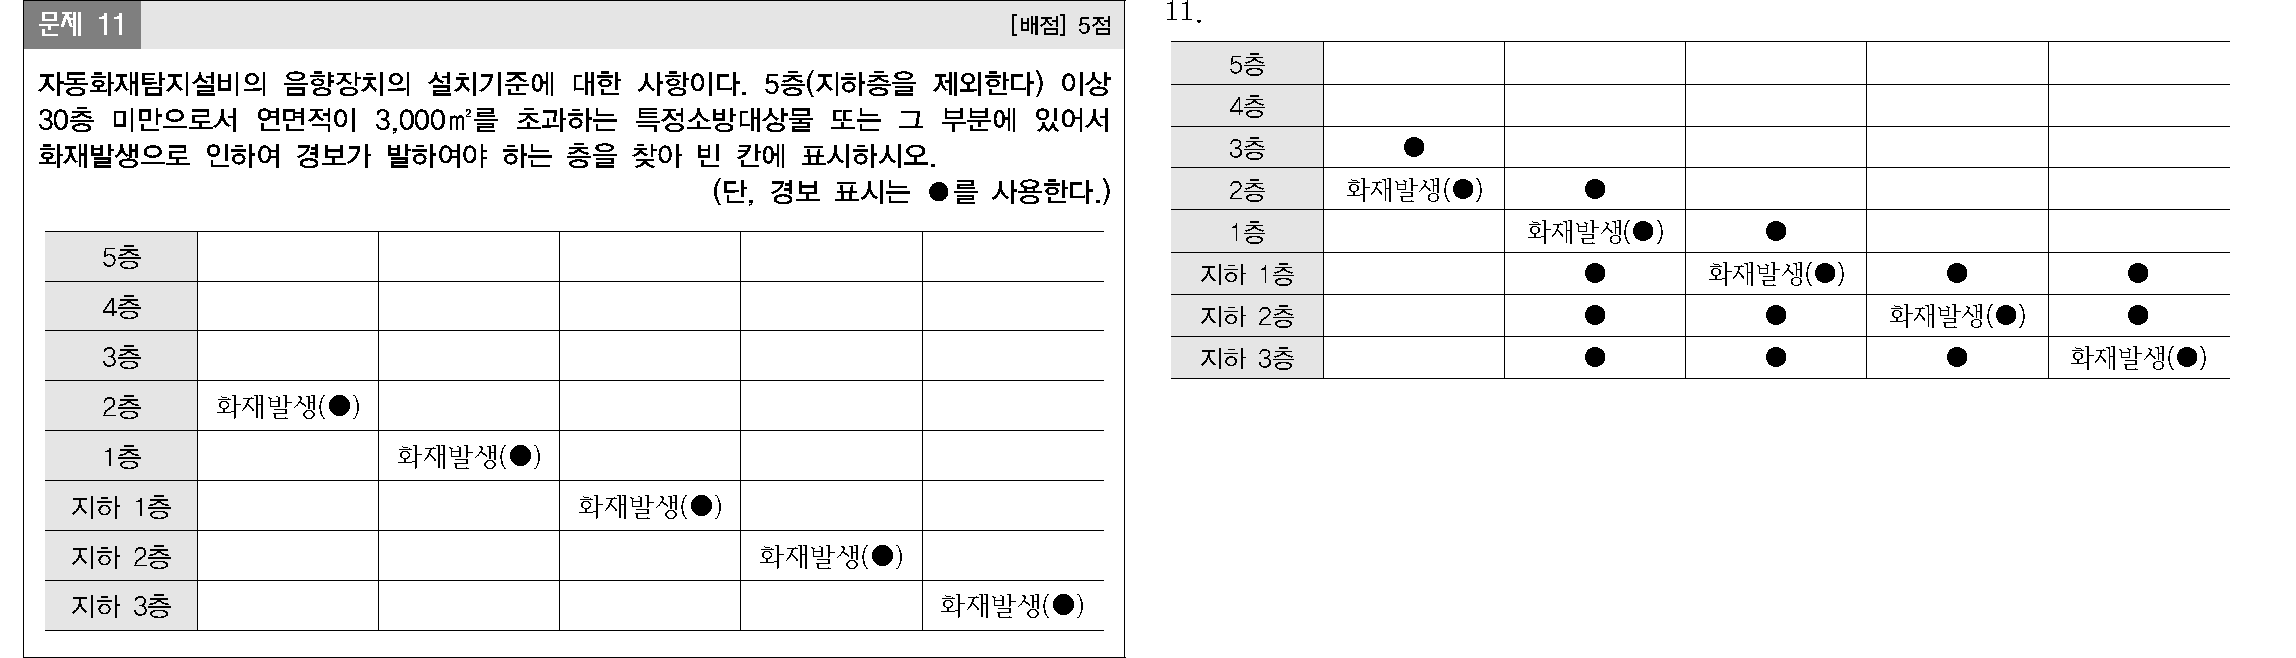 문제 11 [배점] 5점
자동화재탐지설비의 음향장치의 설치기준에 대한 사항이다. 5층(지하층을 제외한다) 이상
30층 미만으로서 연면적이 3,000㎡를 초과하는 특정소방대상물 또는 그 부분에 있어서
화재발생으로 인하여 경보가 발하여야 하는 층을 찾아 빈 칸에 표시하시오.
(단, 경보 표시는 ●를 사용한다.)
5층
4층
3층
2층 화재발생(●)
1층 화재발생(●)
지하 1층 화재발생(●)
지하 2층 화재발생(●)
지하 3층 화재발생(●)
11.
5층
4층
3층 ●
2층 화재발생(●) ●
1층 화재발생(●) ●
지하 1층 ● 화재발생(●) ● ●
지하 2층 ● ● 화재발생(●) ●
지하 3층 ● ● ● 화재발생(●)